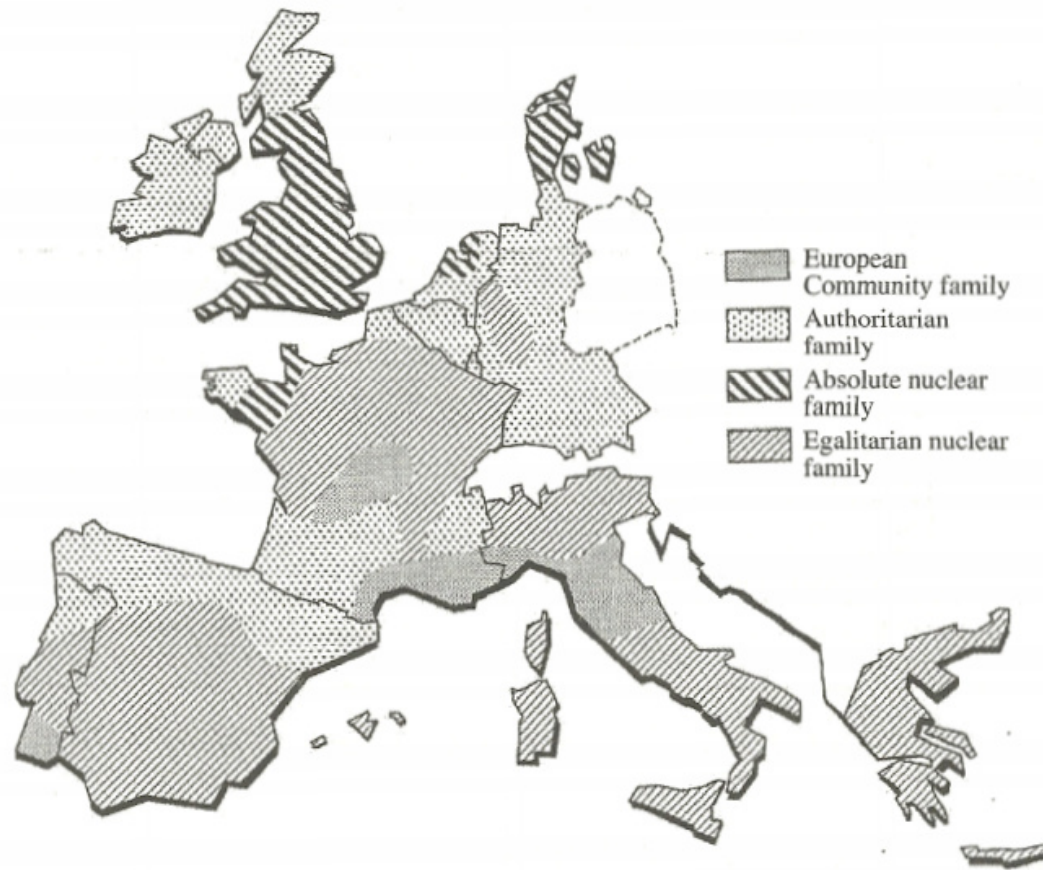 European
Community family
Authoritarian
family
Absolute nuclear
family
Egalitarian nuclear
family